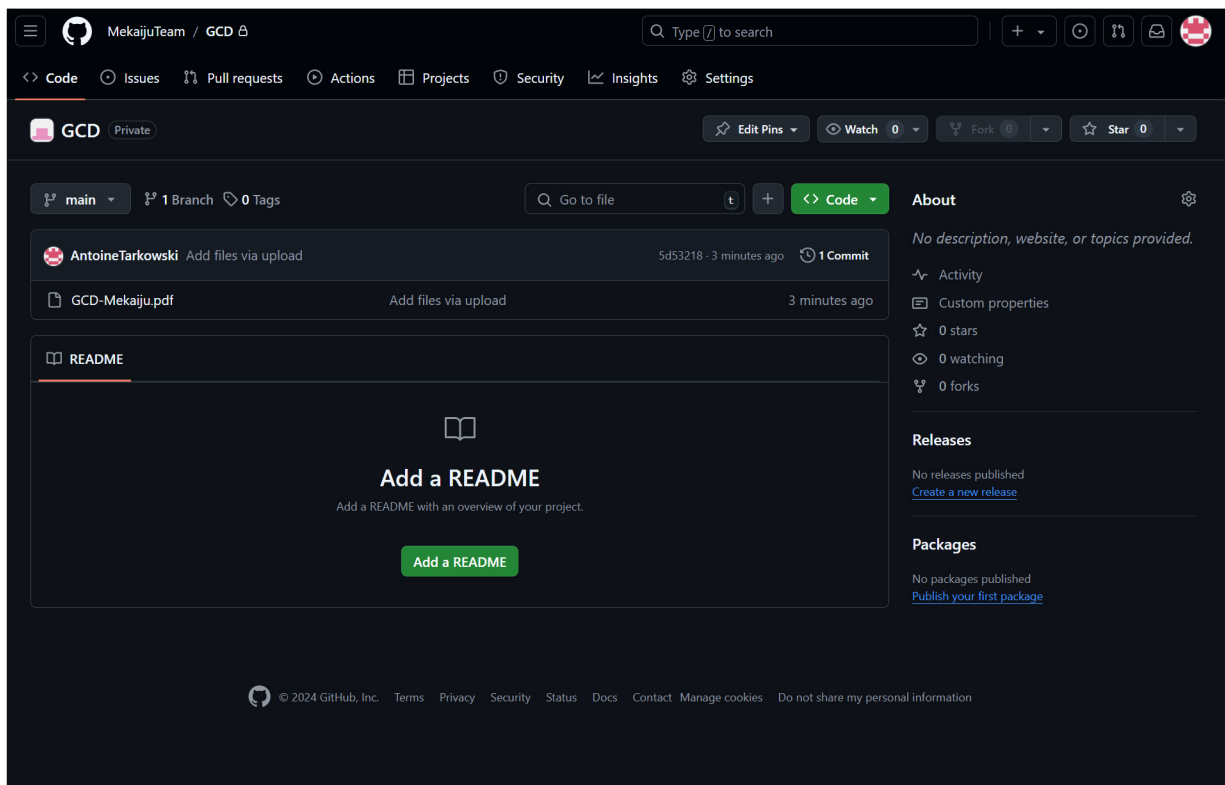 MekaijuTeam / GCD
Type / to search
Code Issues Pull requests Actions Projects Security Insights Settings
GCD Private
Edit Pins Watch 0 Fork 0 Star 0
main 1 Branch 0 Tags Go to file t Code
AntoineTarkowski Add files via upload 5d53218 · 3 minutes ago 1 Commit
GCD-Mekaiju.pdf Add files via upload 3 minutes ago
README
Add a README
Add a README with an overview of your project.
Add a README
About
No description, website, or topics provided.
Activity
Custom properties
0 stars
0 watching
0 forks
Releases
No releases published
Create a new release
Packages
No packages published
Publish your first package
© 2024 GitHub, Inc. Terms Privacy Security Status Docs Contact Manage cookies Do not share my personal information